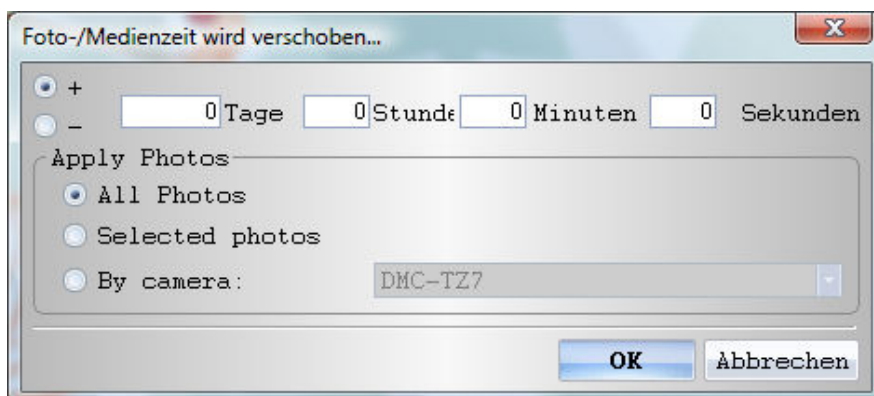 Foto-/Medienzeit wird verschoben...
+
0 Tage 0 Stunde 0 Minuten 0 Sekunden
-
Apply Photos
All Photos
Selected photos
By camera: DMC-TZ7
OK Abbrechen